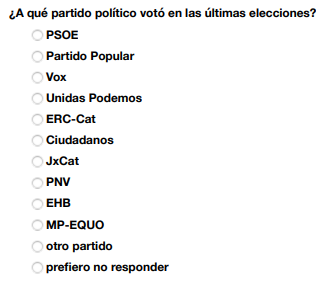 ¿A qué partido político votó en las últimas elecciones?
PSOE
Partido Popular
Vox
Unidas Podemos
ERC-Cat
Ciudadanos
JxCat
PNV
EHB
MP-EQUO
otro partido
prefiero no responder